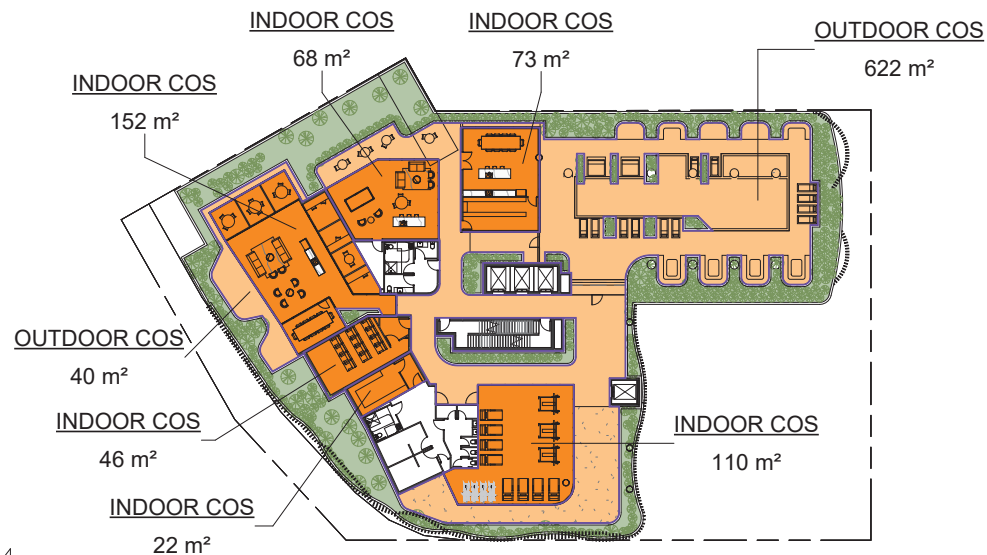 INDOOR COS
68 m²
INDOOR COS
73 m²
OUTDOOR COS
622 m²
INDOOR COS
152 m²
OUTDOOR COS
40 m²
INDOOR COS
46 m²
INDOOR COS
110 m²
INDOOR COS
22 m²